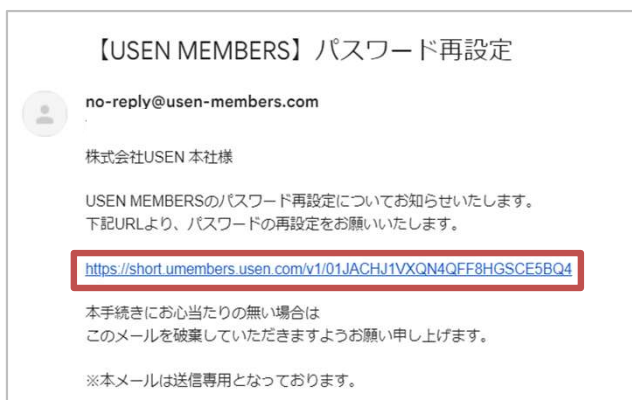 【USEN MEMBERS】パスワード再設定
no-reply@usen-members.com
株式会社USEN 本社様
USEN MEMBERSのパスワード再設定についてお知らせいたします。
下記URLより、パスワードの再設定をお願いいたします。
https://short.umembers.usen.com/v1/01JACHJ1VXQN4QFF8HGSCE5BQ4
本手続きにお心当たりの無い場合は
このメールを破棄していただきますようお願い申し上げます。
※本メールは送信専用となっております。